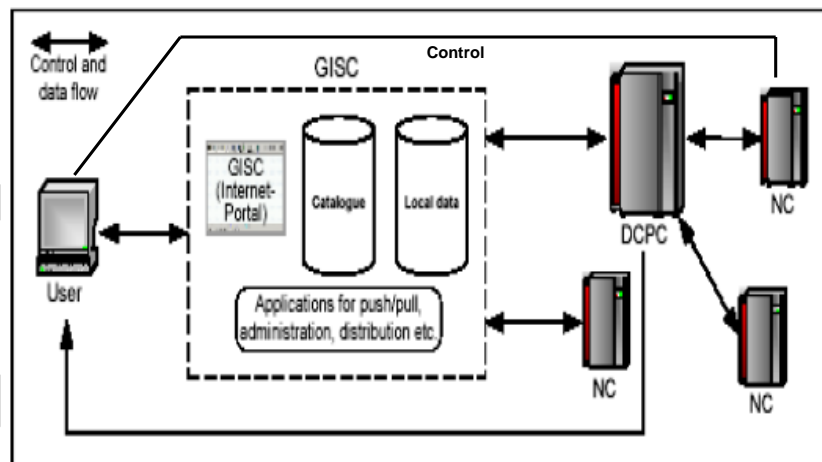 Control
Control and
data flow
GISC
GISC
(Internet-
Portal)
Catalogue
Local data
Applications for push/pull,
administration, distribution etc.
User
DCPC
NC
NC
NC